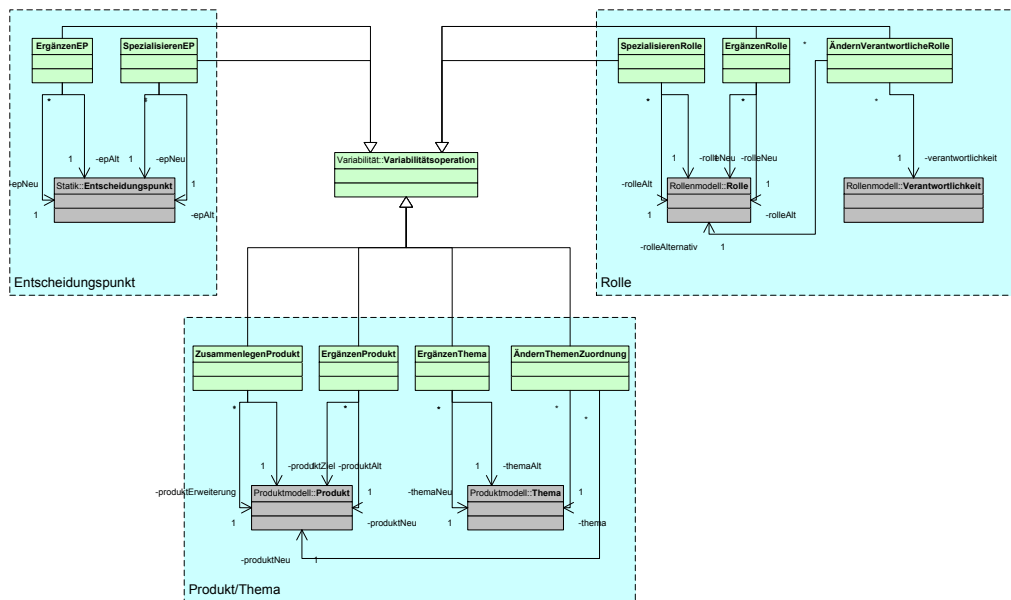 ErgänzenEP
SpezialisierenEP
*
*
1
-epAlt
1
-epNeu
-epNeu
1
Statik::Entscheidungspunkt
1
-epAlt
Entscheidungspunkt
Variabilität::Variabilitätsoperation
SpezialisierenRolle
ErgänzenRolle
*
ÄndernVerantwortlicheRolle
*
*
*
1
-rolleNeu
1
-rolleNeu
1
-verantwortlichkeit
-rolleAlt
1
Rollenmodell::Rolle
1
-rolleAlt
Rollenmodell::Verantwortlichkeit
-rolleAlternativ
1
Rolle
ZusammenlegenProdukt
ErgänzenProdukt
ErgänzenThema
ÄndernThemenZuordnung
*
*
*
*
*
1
-produktZiel
1
-produktAlt
1
-themaAlt
-produktErweiterung
1
Produktmodell::Produkt
1
-produktNeu
-themaNeu
1
Produktmodell::Thema
1
-thema
-produktNeu
1
Produkt/Thema